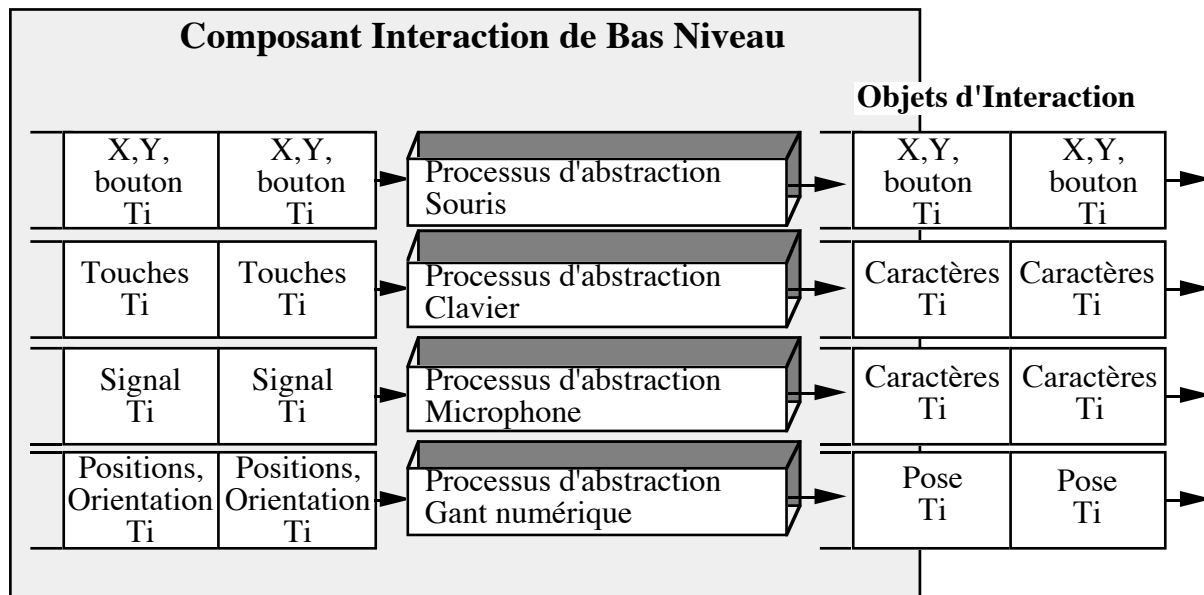 Composant Interaction de Bas Niveau
Objets d'Interaction
X,Y,
bouton
Ti
X,Y,
bouton
Ti
Processus d'abstraction
Souris
X,Y,
bouton
Ti
X,Y,
bouton
Ti
Touches
Ti
Touches
Ti
Processus d'abstraction
Clavier
Caractères
Ti
Caractères
Ti
Signal
Ti
Signal
Ti
Processus d'abstraction
Microphone
Caractères
Ti
Caractères
Ti
Positions,
Orientation
Ti
Positions,
Orientation
Ti
Processus d'abstraction
Gant numérique
Pose
Ti
Pose
Ti